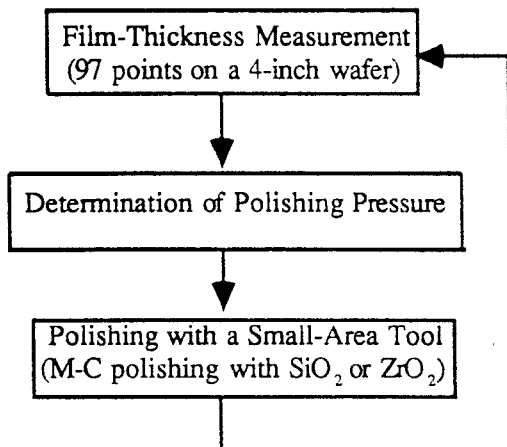 Film-Thickness Measurement
(97 points on a 4-inch wafer)
Determination of Polishing Pressure
Polishing with a Small-Area Tool
(M-C polishing with SiO₂ or ZrO₂)